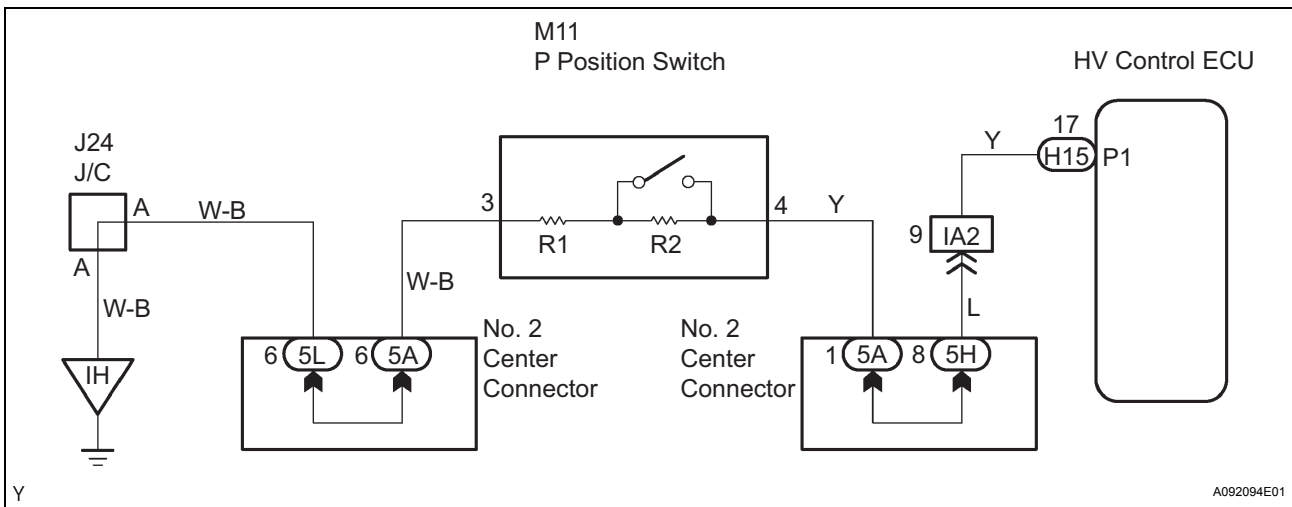 M11
P Position Switch
HV Control ECU
J24
J/C
A
W-B
A
W-B
IH
3
R1
R2
4
Y
W-B
Y
17
H15
P1
9
IA2
L
6
5L
6
5A
No. 2
Center
Connector
No. 2
Center
Connector
1
5A
8
5H
Y
A092094E01